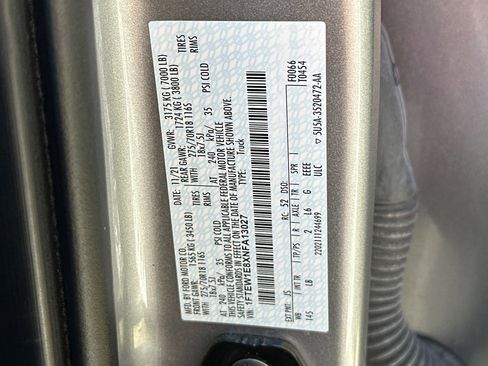 MFD. BY FORD MOTOR CO.
DATE: 11/21 GVWR: 3175 KG ( 7000 LB)
FRONT GAWR: 1565 KG ( 3450 LB) REAR GAWR: 1724 KG ( 3800 LB)
WITH 275/70R18 116S TIRES WITH 275/70R18 116S TIRES
18x7.5J RIMS 18x7.5J RIMS
AT 240 kPa/ 35 PSI COLD AT 240 kPa/ 35 PSI COLD
THIS VEHICLE CONFORMS TO ALL APPLICABLE FEDERAL MOTOR VEHICLE
SAFETY STANDARDS IN EFFECT ON THE DATE OF MANUFACTURE SHOWN ABOVE.
VIN: 1FTEW1E8XNFA13027 TYPE: Truck
F0066
T0454
EXT PNT: JS RC: 52 DSO:
WB INT TR TP/PS R AXLE TR SPR
145 LB 2 L6 G EEEE ULC
2202111244699
5U5A-3520472-AA